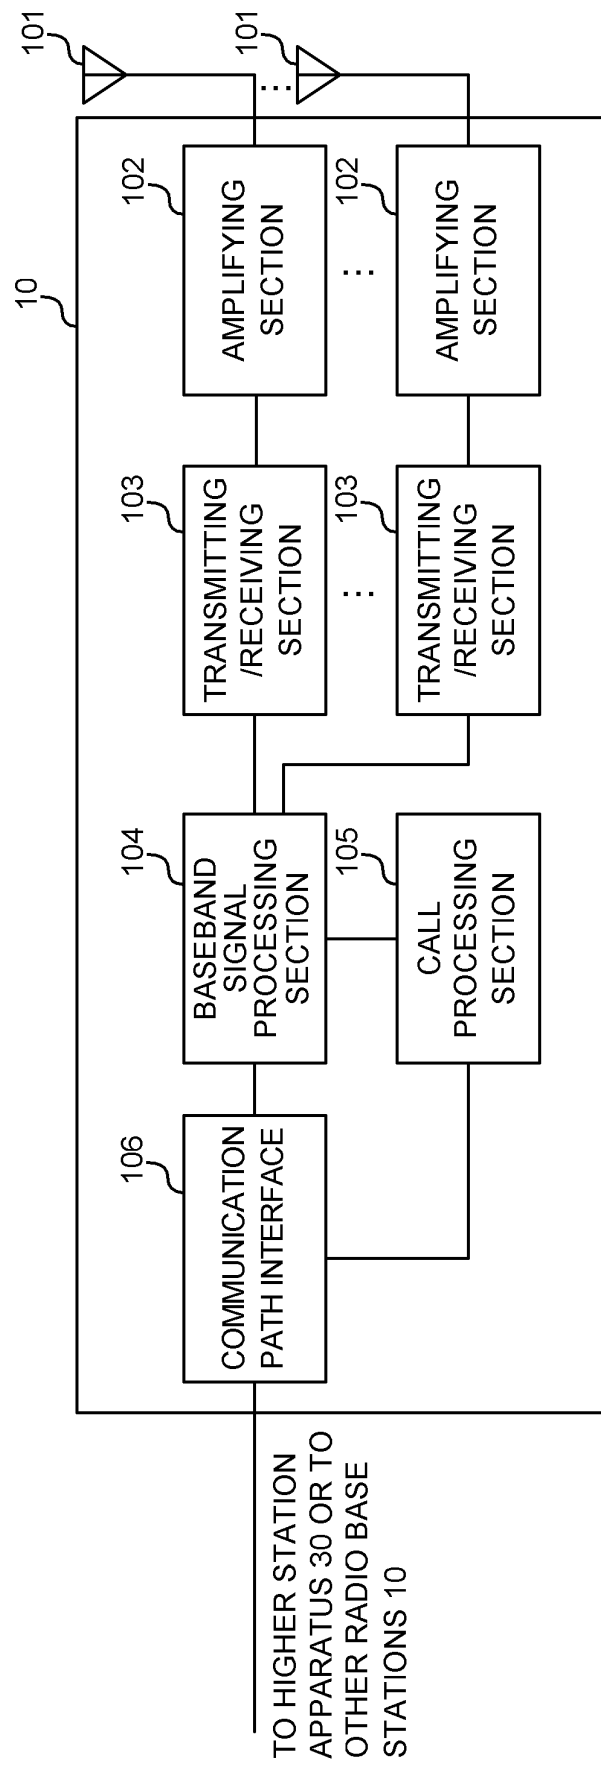 10
101
101
102
AMPLIFYING
SECTION
102
AMPLIFYING
SECTION
...
...
...
103
TRANSMITTING
/RECEIVING
SECTION
103
TRANSMITTING
/RECEIVING
SECTION
104
BASEBAND
SIGNAL
PROCESSING
SECTION
105
CALL
PROCESSING
SECTION
106
COMMUNICATION
PATH INTERFACE
TO HIGHER STATION
APPARATUS 30 OR TO
OTHER RADIO BASE
STATIONS 10